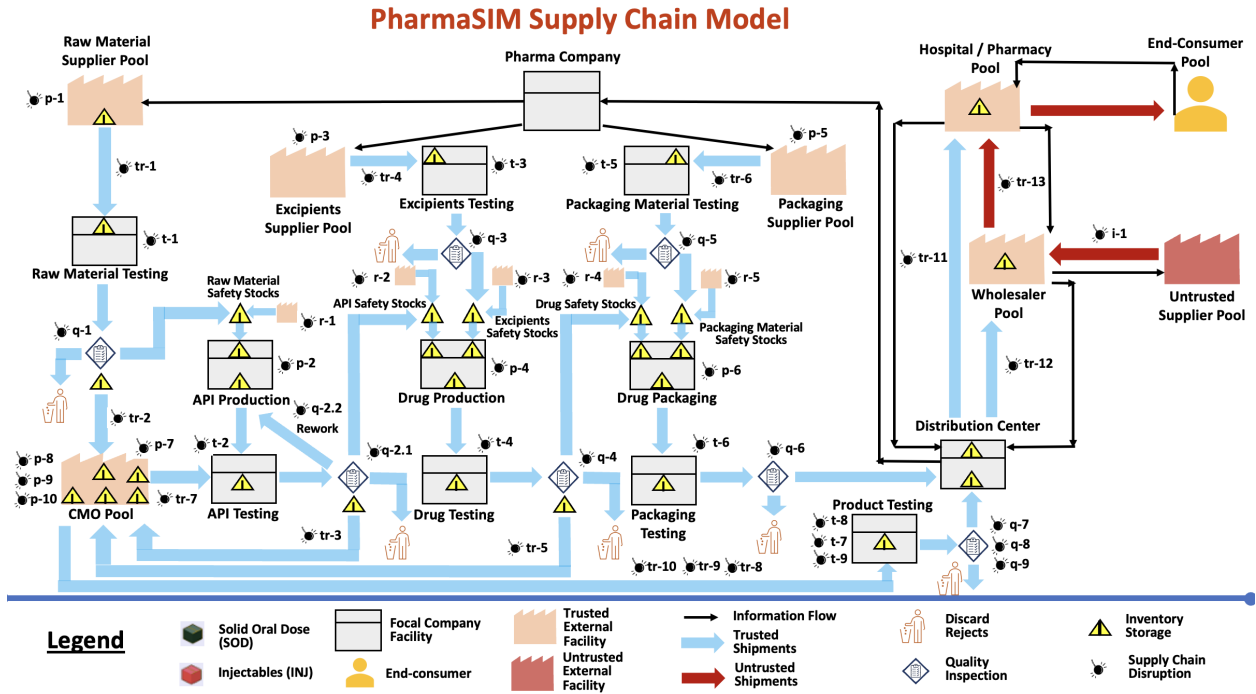 PharmaSIM Supply Chain Model
Raw Material
Supplier Pool
p-1
tr-1
t-1
Raw Material Testing
Pharma Company
p-3
tr-4
Excipients
Supplier Pool
t-3
Excipients Testing
t-5
Packaging Material Testing
tr-6
p-5
Packaging
Supplier Pool
Hospital / Pharmacy
Pool
End-Consumer
Pool
tr-13
tr-11
i-1
Wholesaler
Pool
Untrusted
Supplier Pool
tr-12
Distribution Center
q-3
r-2
r-3
API Safety Stocks
Excipients
Safety Stocks
q-5
r-4
r-5
Drug Safety Stocks
Packaging Material
Safety Stocks
Raw Material
Safety Stocks
r-1
q-1
p-2
API Production
p-4
Drug Production
p-6
Drug Packaging
tr-2
q-2.2
Rework
p-8
p-9
p-10
p-7
CMO Pool
tr-7
t-2
API Testing
q-2.1
t-4
Drug Testing
q-4
t-6
Packaging
Testing
q-6
tr-3
tr-5
tr-10
tr-9
tr-8
Product Testing
t-8
t-7
t-9
q-7
q-8
q-9
Legend
Solid Oral Dose
(SOD)
Injectables (INJ)
Focal Company
Facility
End-consumer
Trusted
External
Facility
Untrusted
External
Facility
Information Flow
Trusted
Shipments
Untrusted
Shipments
Discard
Rejects
Quality
Inspection
Inventory
Storage
Supply Chain
Disruption